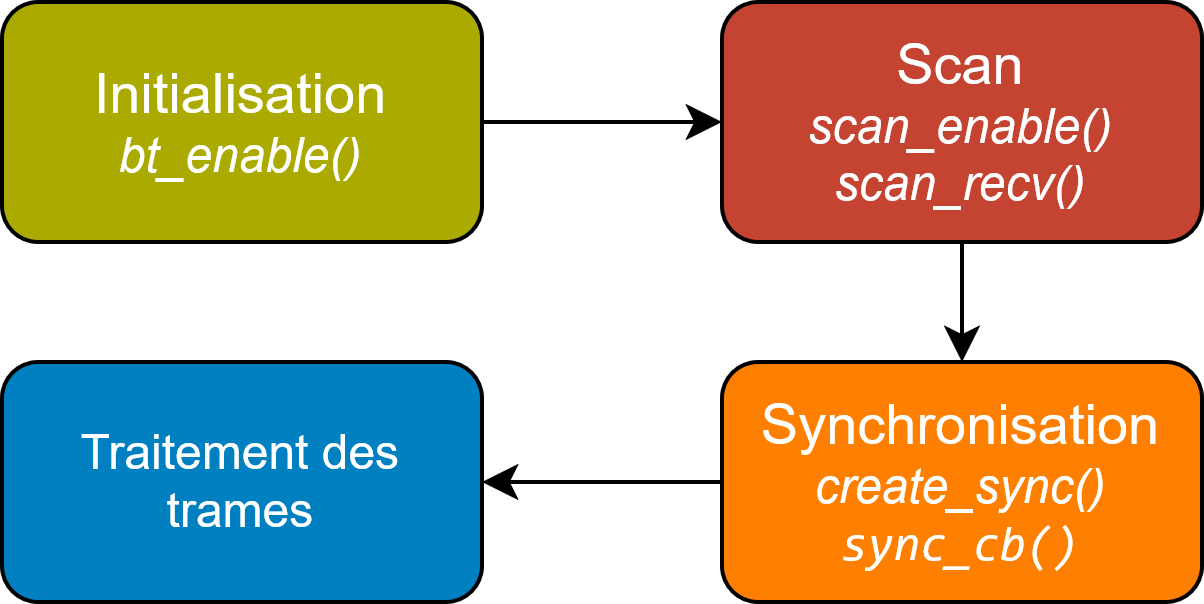 Initialisation
bt_enable()
Scan
scan_enable()
scan_recv()
Synchronisation
create_sync()
sync_cb()
Traitement des
trames